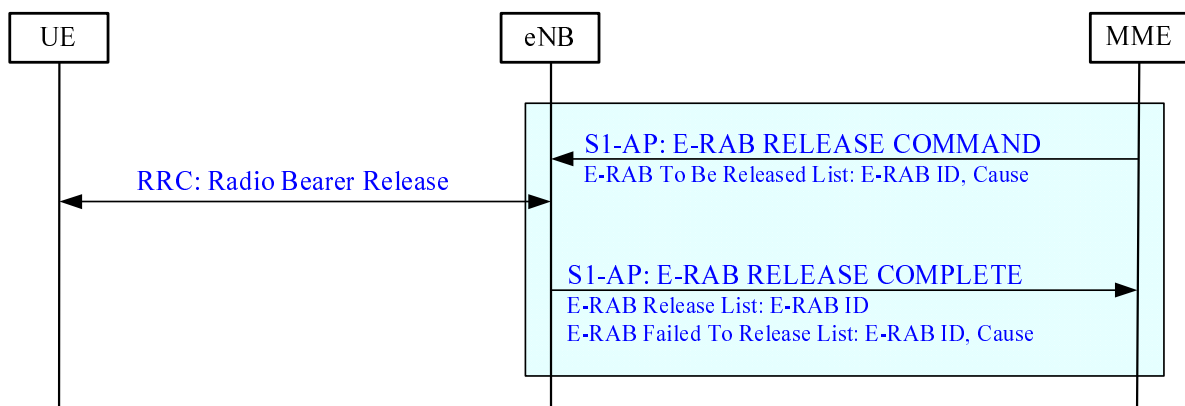 UE
eNB
MME
S1-AP: E-RAB RELEASE COMMAND
E-RAB To Be Released List: E-RAB ID, Cause
RRC: Radio Bearer Release
S1-AP: E-RAB RELEASE COMPLETE
E-RAB Release List: E-RAB ID
E-RAB Failed To Release List: E-RAB ID, Cause